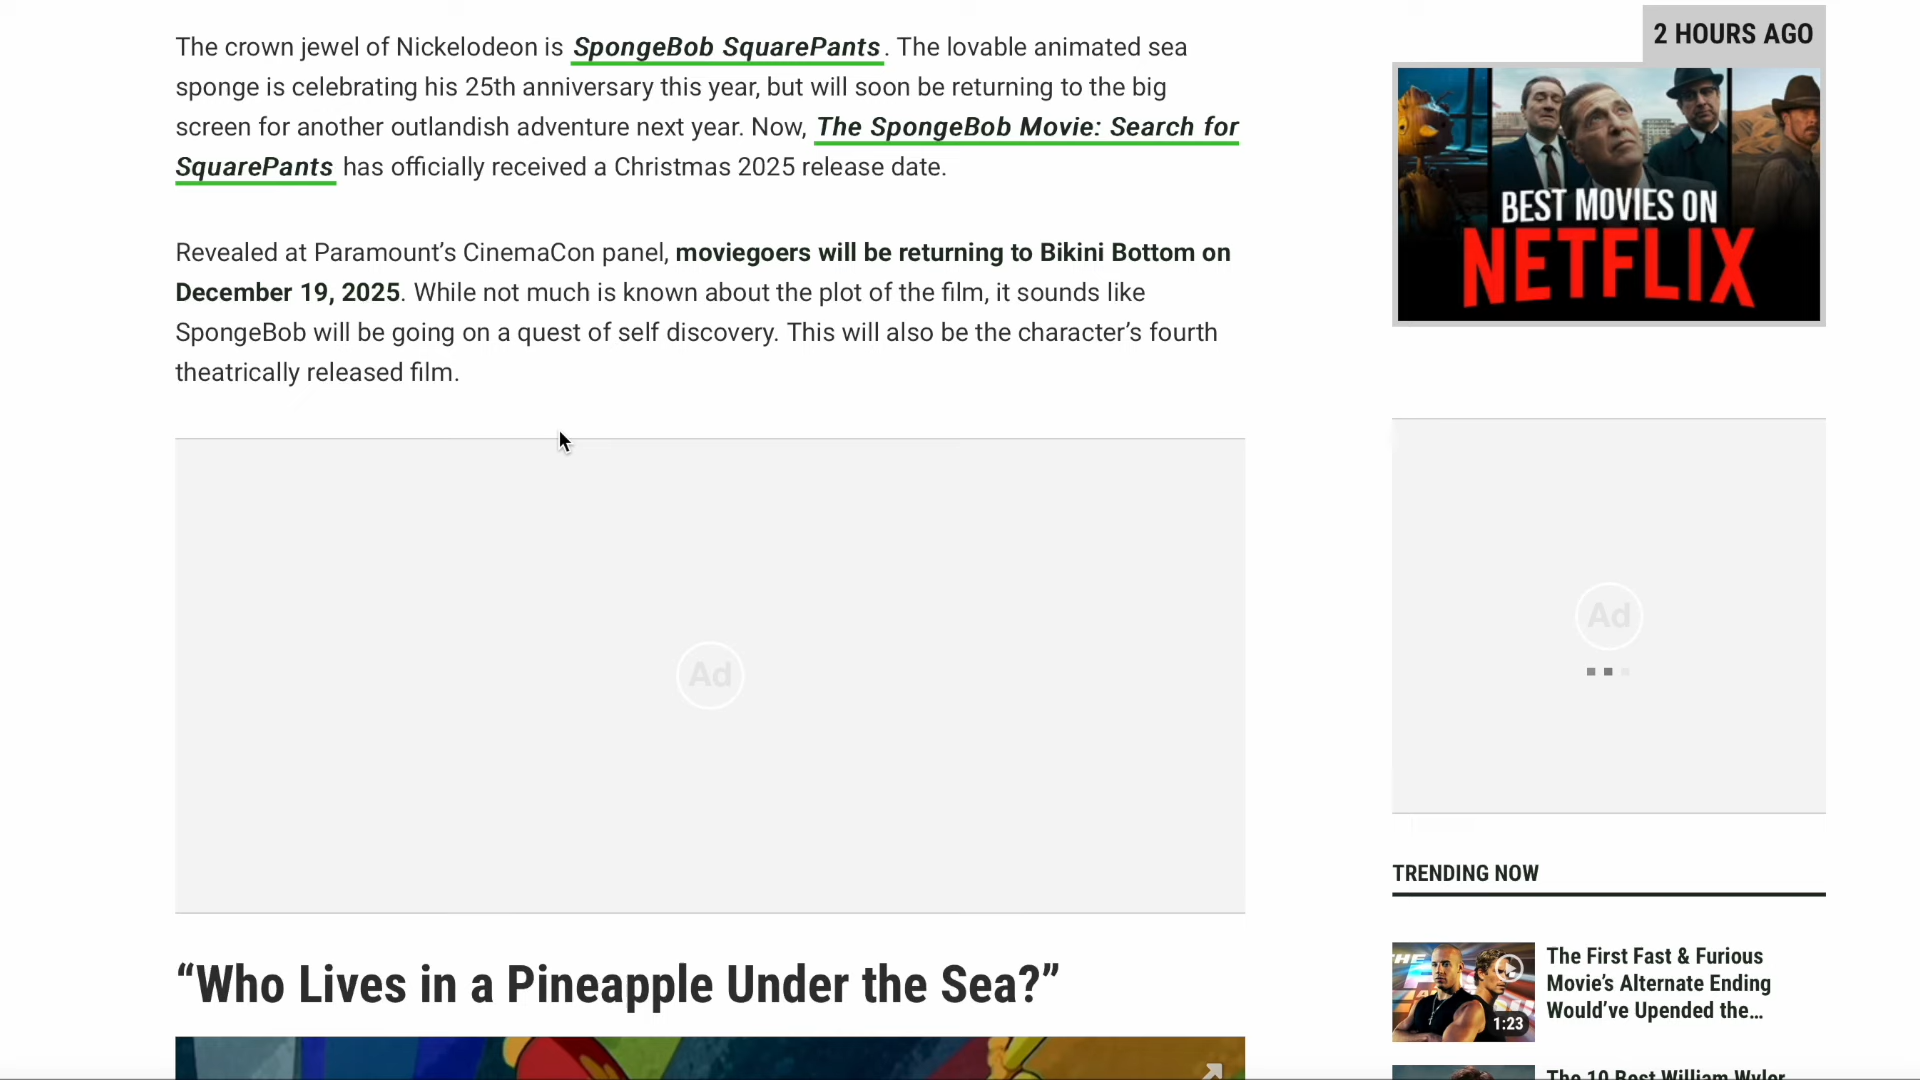 The crown jewel of Nickelodeon is SpongeBob SquarePants. The lovable animated sea
sponge is celebrating his 25th anniversary this year, but will soon be returning to the big
screen for another outlandish adventure next year. Now, The SpongeBob Movie: Search for
SquarePants has officially received a Christmas 2025 release date.
Revealed at Paramount’s CinemaCon panel, moviegoers will be returning to Bikini Bottom on
December 19, 2025. While not much is known about the plot of the film, it sounds like
SpongeBob will be going on a quest of self discovery. This will also be the character’s fourth
theatrically released film.
Ad
“Who Lives in a Pineapple Under the Sea?”
2 HOURS AGO
BEST MOVIES ON
NETFLIX
Ad
TRENDING NOW
The First Fast & Furious
Movie’s Alternate Ending
Would’ve Upended the…
1:23
The 10 Best William Wyler